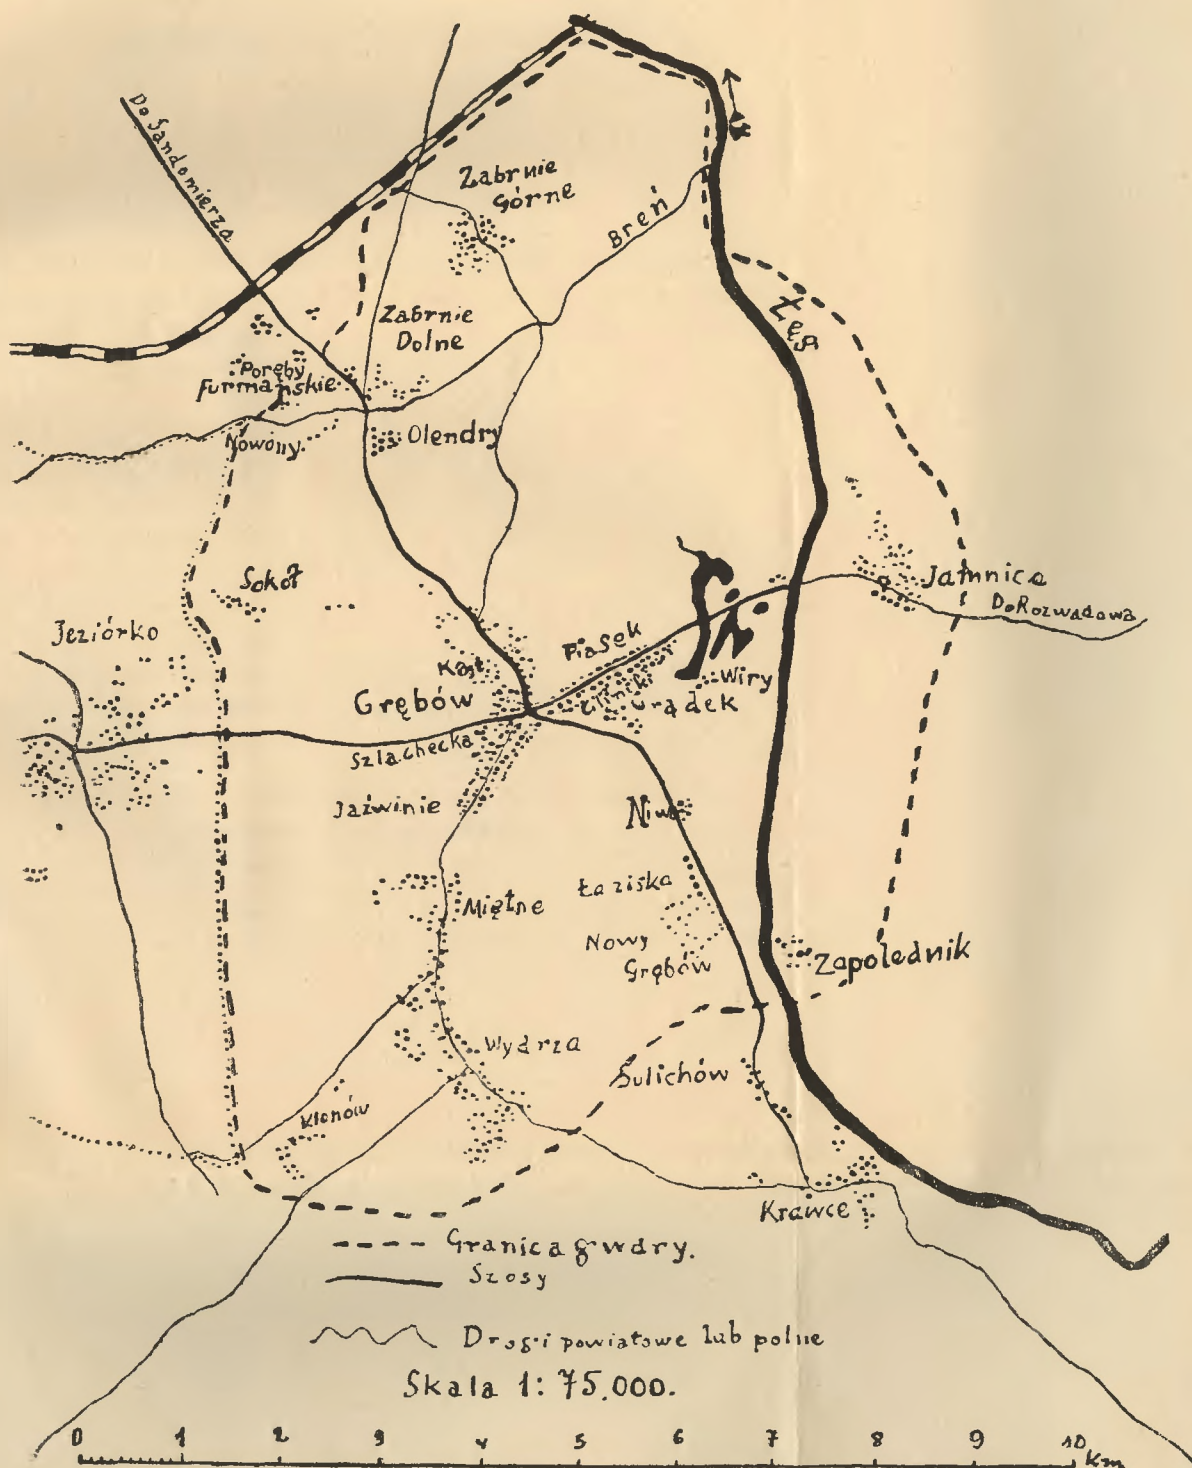 Do Sandomierza
Zabrnie
Górne
Breń
Łęg
Zabrnie
Dolne
Poręby
Furmańskie
Nowiny.
Olendry
Sokół
Jamnica
Do Rozwadowa
Jeziórko
Piasek
Kąt
Wiry
Grębów
Gliniki
Grądek
Szlachecka
Jaźwinie
Niwa
Łaziska
Miętne
Nowy
Grębów
Zapolednik
Wydrza
Sulichów
Klonów
Krawce
Granica gwary.
Szosy
Drogi powiatowe lub polne
Skala 1:75.000.
0 1 2 3 4 5 6 7 8 9 10
Km